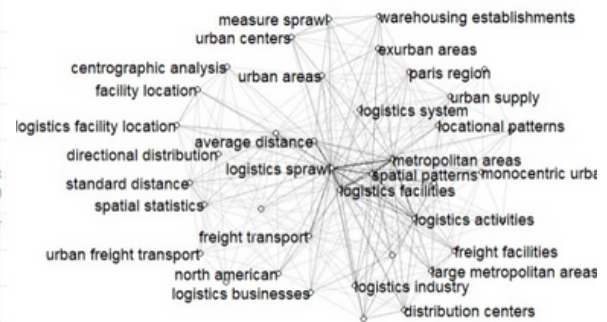 measure sprawl
warehousing establishments
urban centers
exurban areas
centrographic analysis
urban areas
paris region
facility location
urban supply
logistics system
logistics facility location
locational patterns
average distance
directional distribution
metropolitan areas
logistics sprawl
spatial patterns
monocentric urba
standard distance
logistics facilities
spatial statistics
logistics activities
freight transport
urban freight transport
freight facilities
north american
large metropolitan areas
logistics businesses
logistics industry
distribution centers